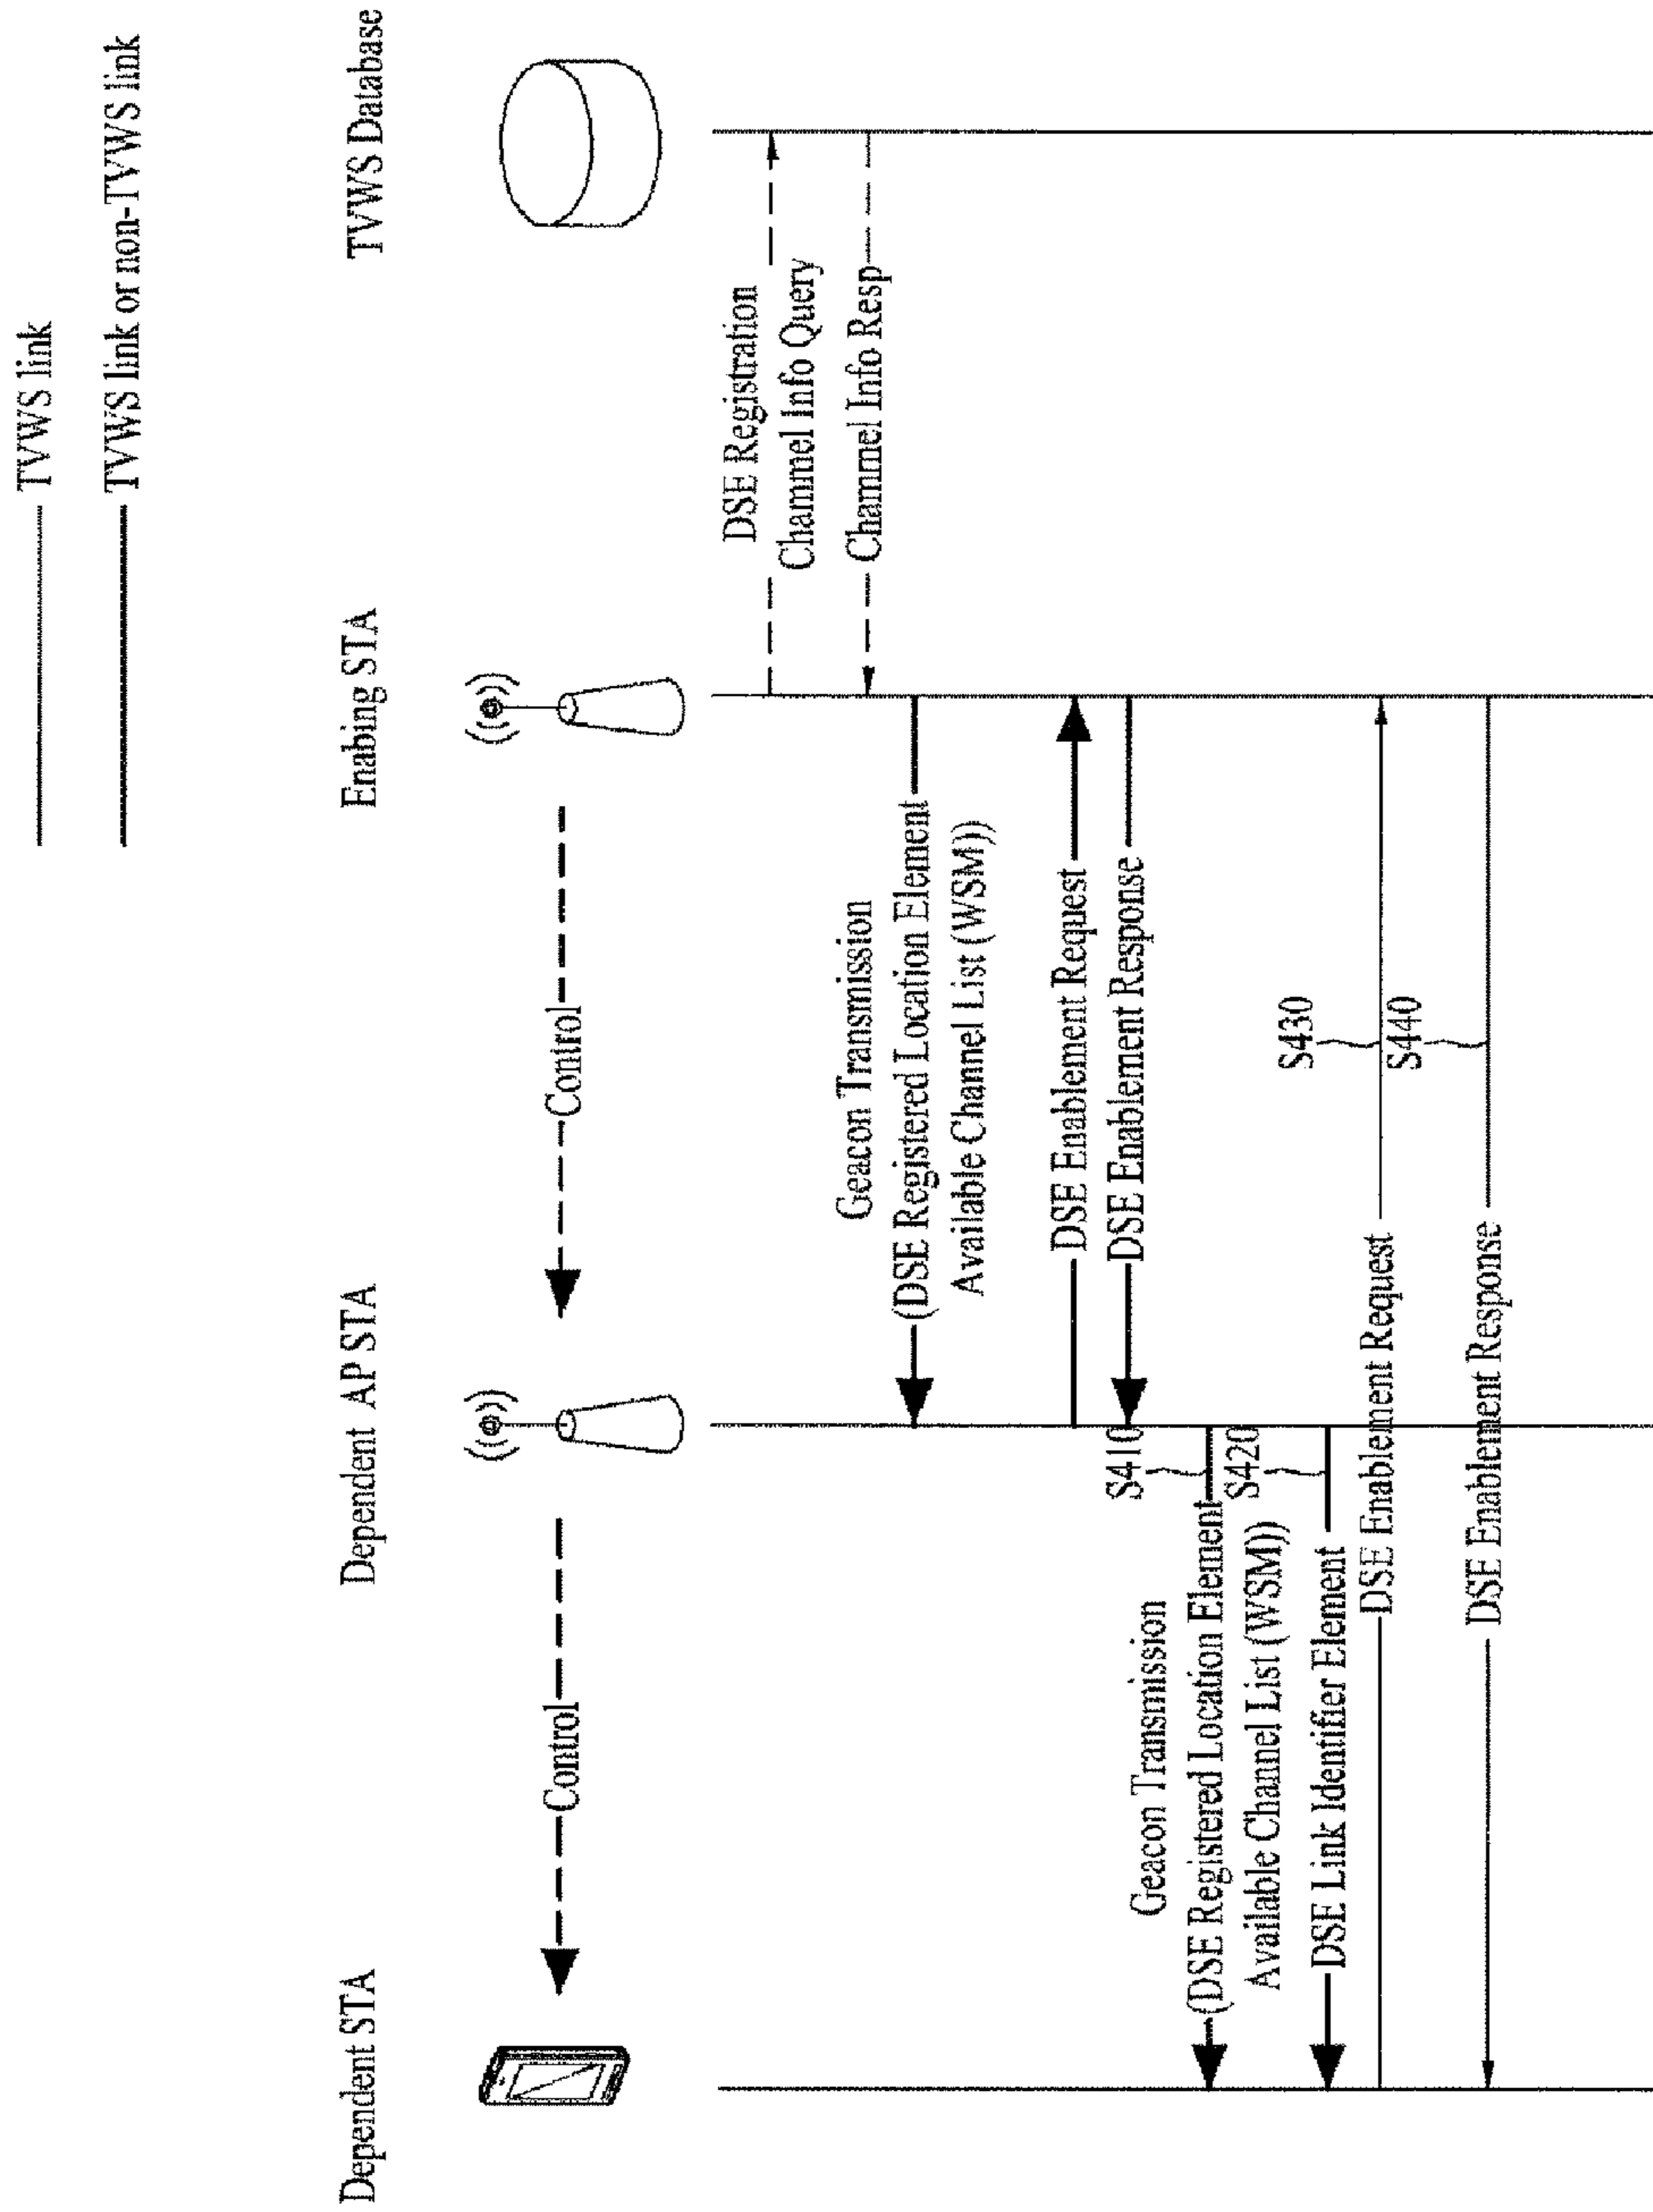 TVWS link
TVWS link or non-TVWS link
Dependent STA
Dependent AP STA
Enabing STA
TVWS Database
Control
Control
DSE Registration
Channel Info Query
Channel Info Resp
Geacon Transmission
(DSE Registered Location Element
Available Channel List (WSM))
DSE Enablement Request
DSE Enablement Response
S410
Geacon Transmission
(DSE Registered Location Element
Available Channel List (WSM))
S420
DSE Link Identifier Element
S430
DSE Enablement Request
S440
DSE Enablement Response